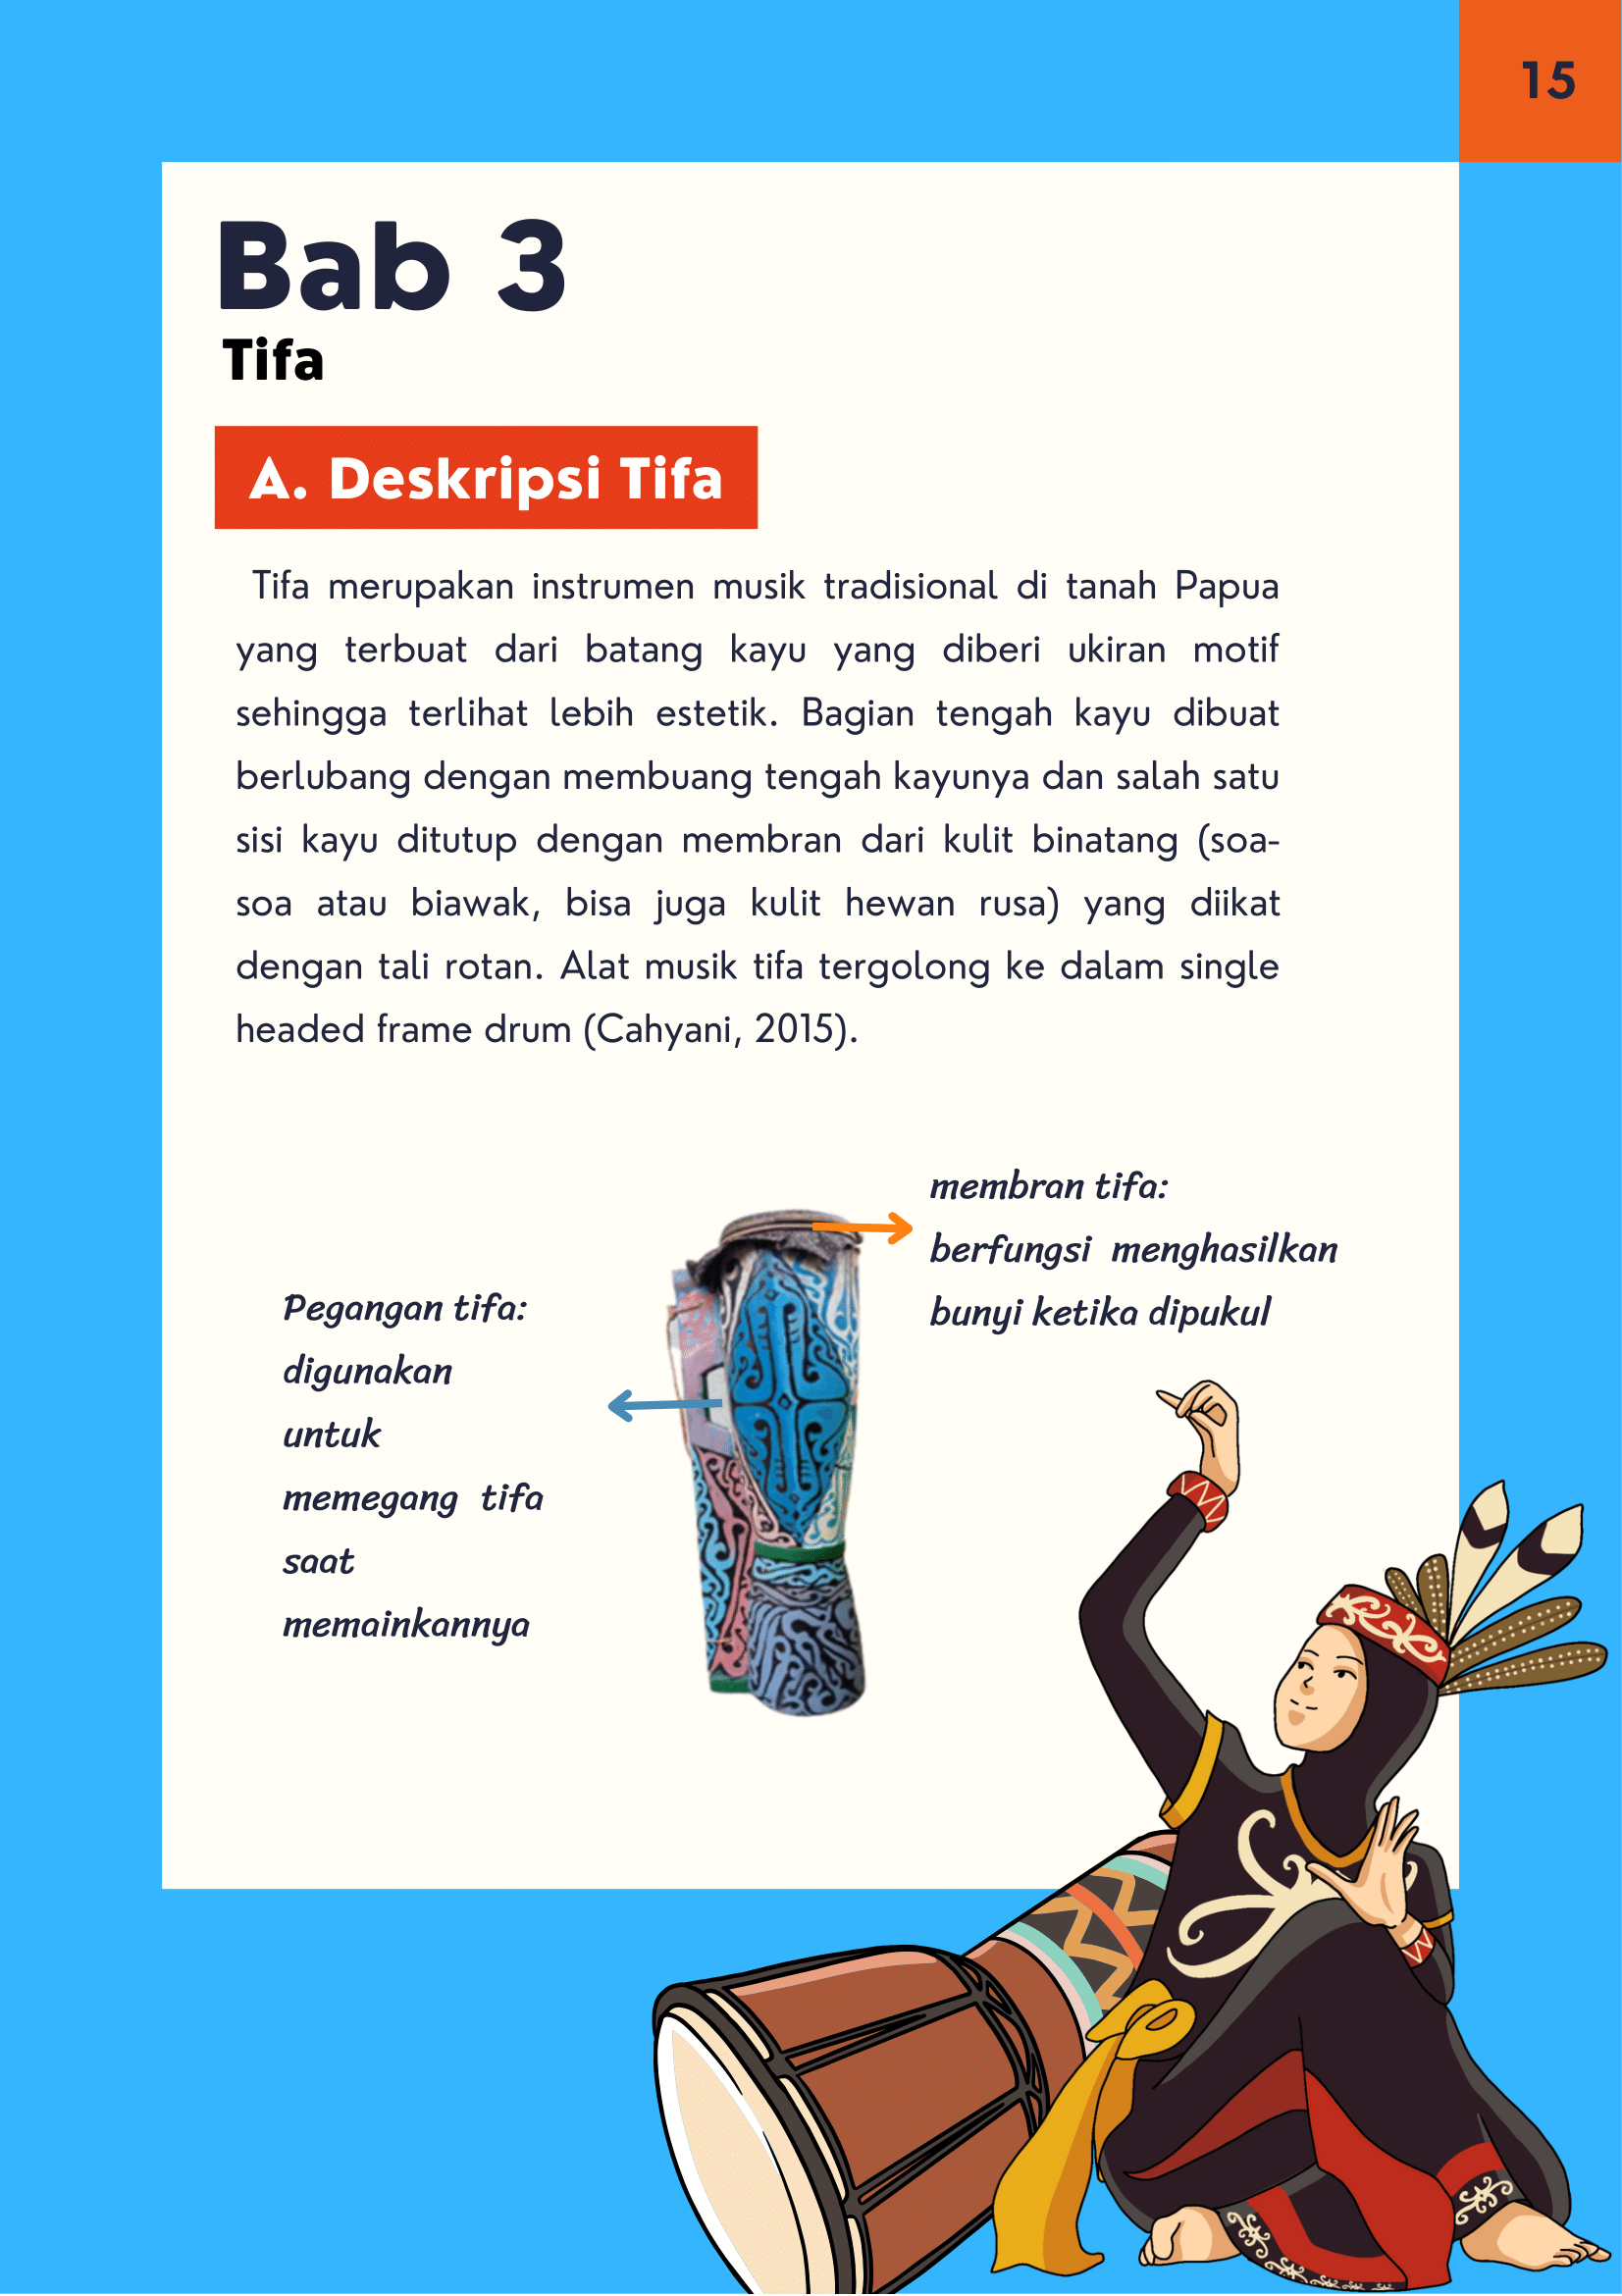 15
Bab 3
Tifa
A. Deskripsi Tifa
Tifa merupakan instrumen musik tradisional di tanah Papua
yang terbuat dari batang kayu yang diberi ukiran motif
sehingga terlihat lebih estetik. Bagian tengah kayu dibuat
berlubang dengan membuang tengah kayunya dan salah satu
sisi kayu ditutup dengan membran dari kulit binatang (soa-
soa atau biawak, bisa juga kulit hewan rusa) yang diikat
dengan tali rotan. Alat musik tifa tergolong ke dalam single
headed frame drum (Cahyani, 2015).
membran tifa:
berfungsi menghasilkan
bunyi ketika dipukul
Pegangan tifa:
digunakan
untuk
memegang tifa
saat
memainkannya